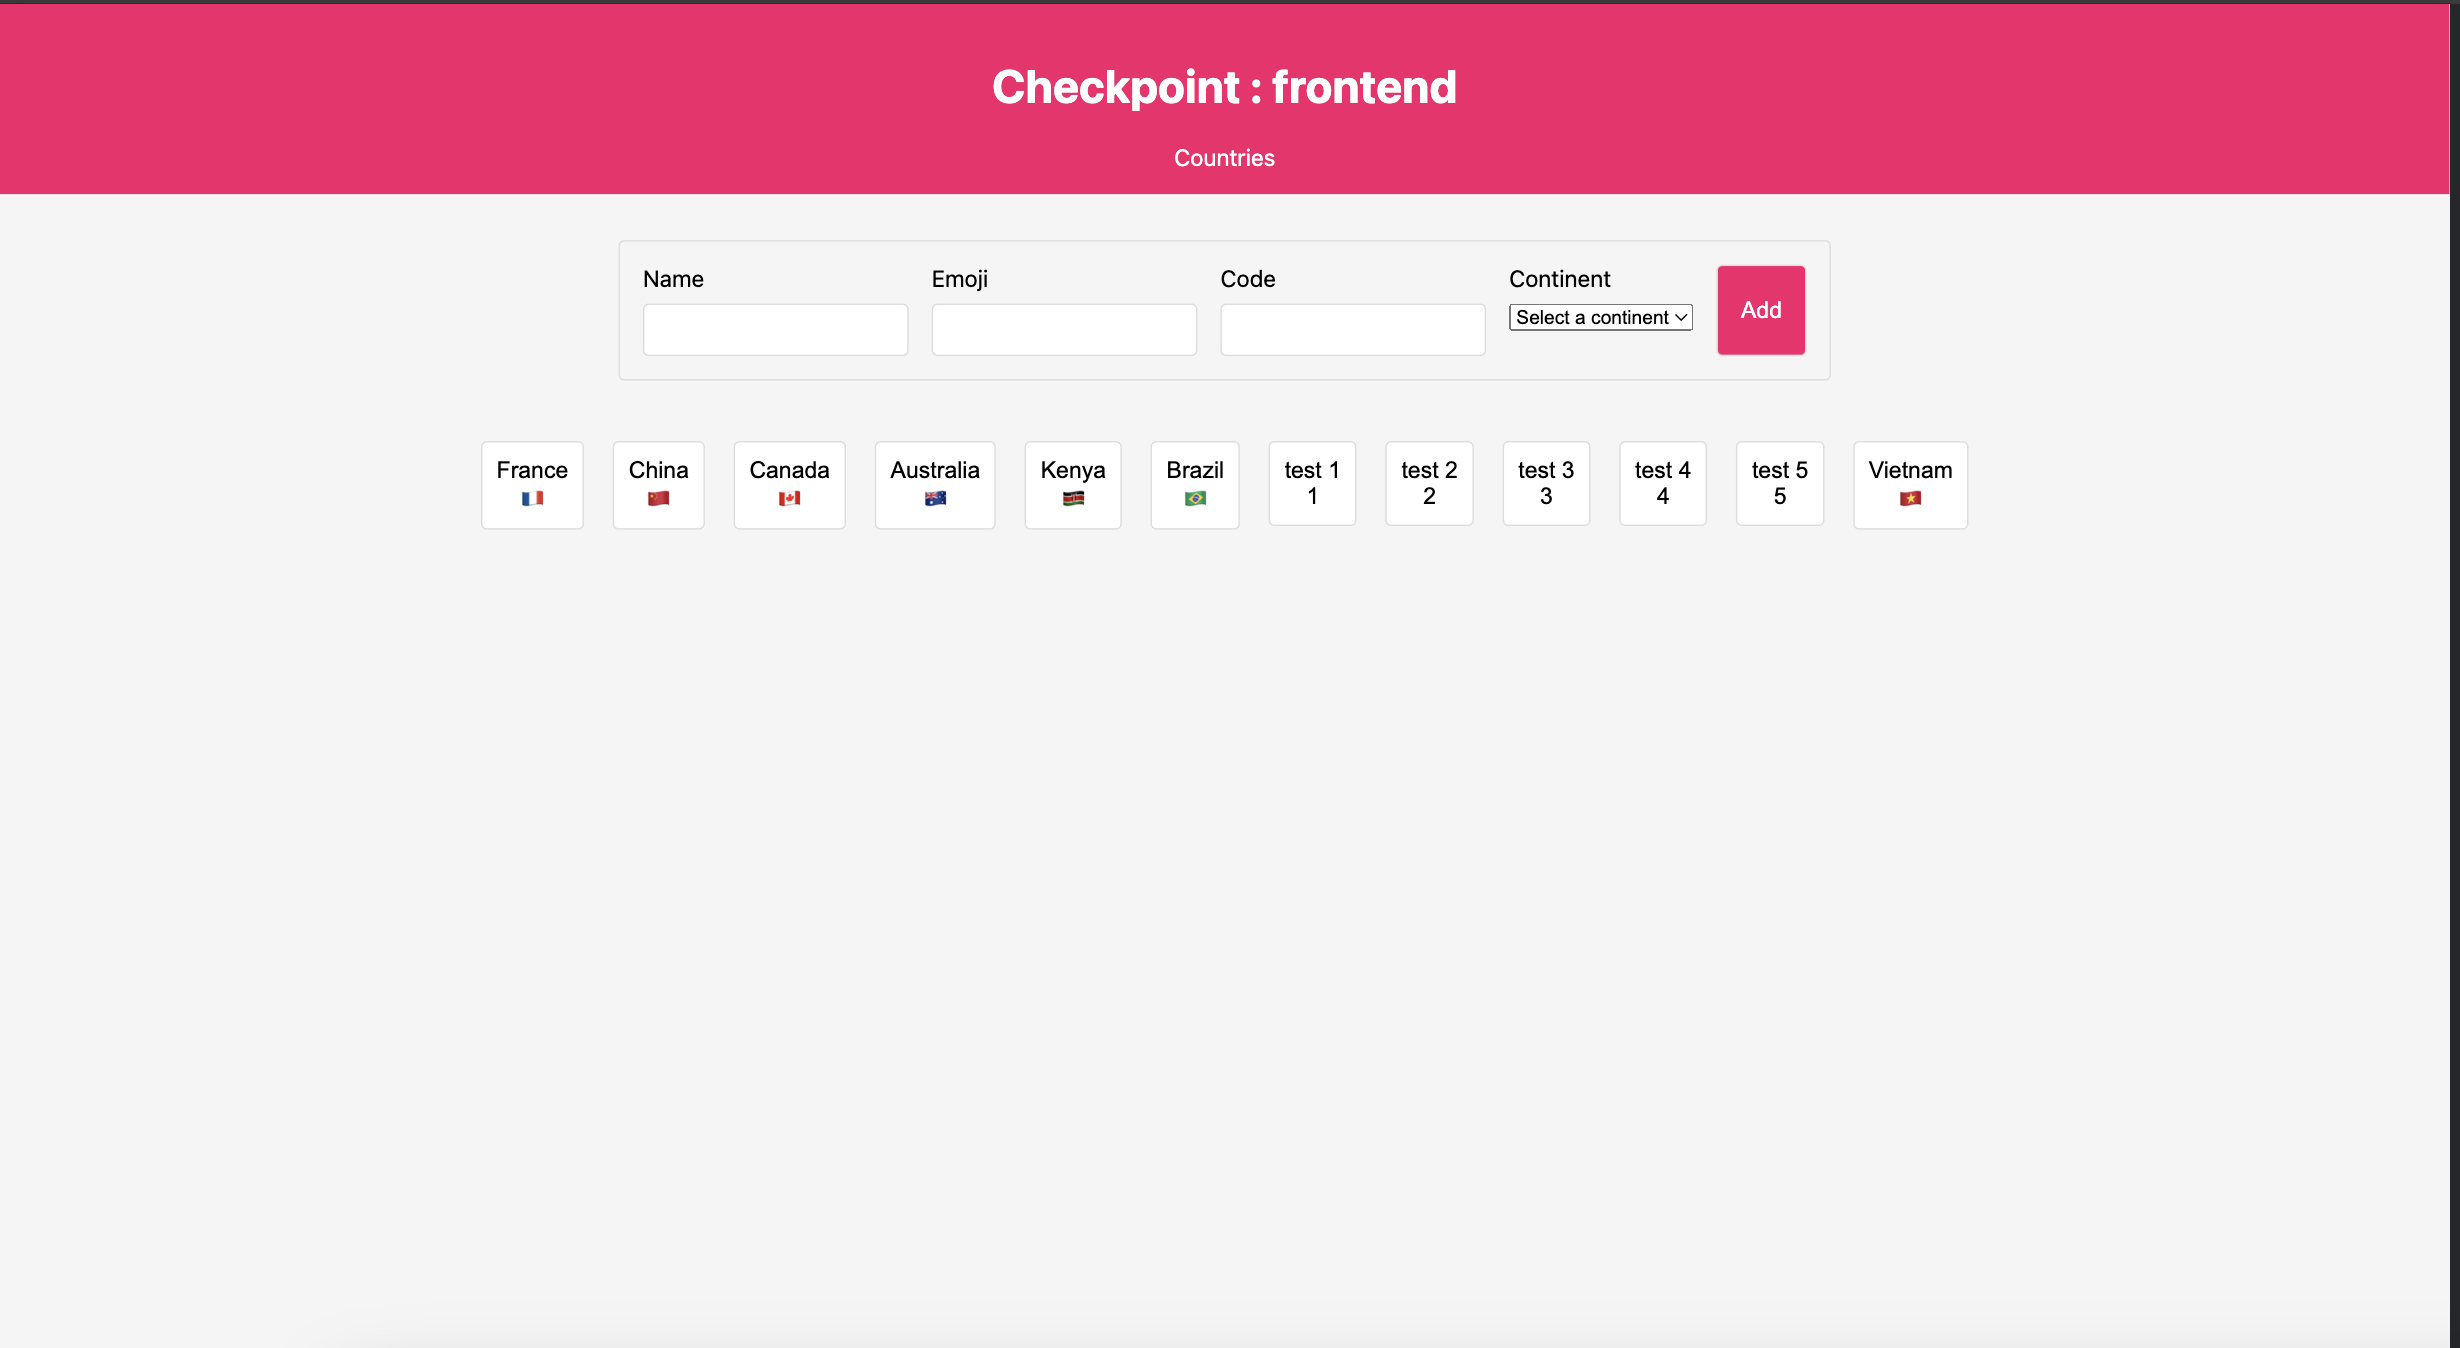 Checkpoint : frontend
Countries
Name Emoji Code Continent
Select a continent
Add
France China Canada Australia Kenya Brazil test 1 test 2 test 3 test 4 test 5 Vietnam
🇫🇷 🇨🇳 🇨🇦 🇦🇺 🇰🇪 🇧🇷 1 2 3 4 5 🇻🇳